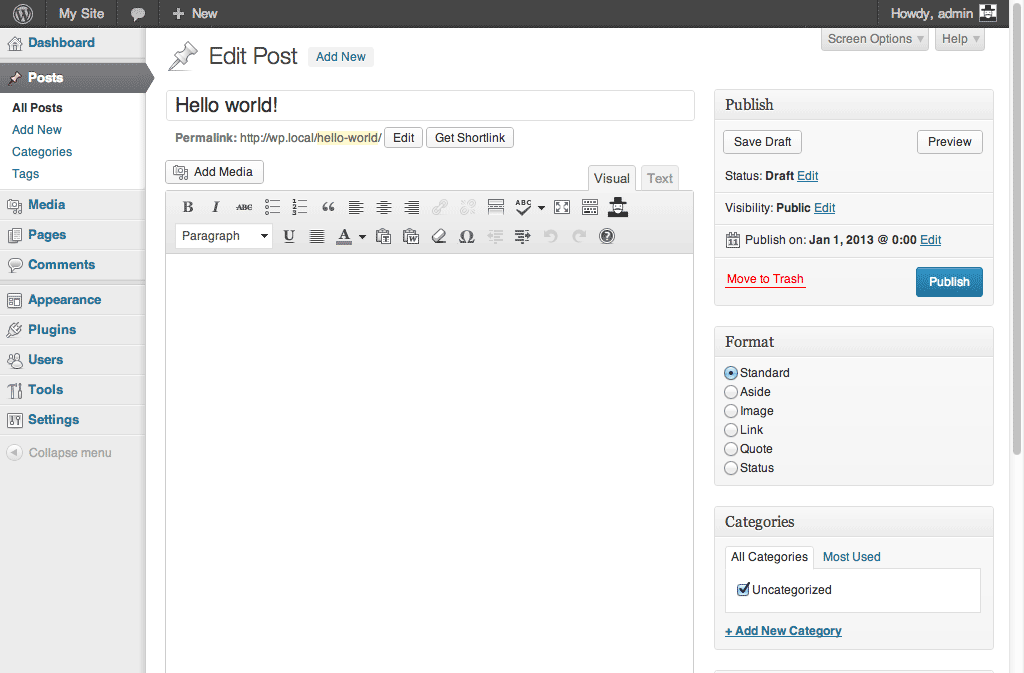 My Site
New
Howdy, admin
Dashboard
Posts
All Posts
Add New
Categories
Tags
Media
Pages
Comments
Appearance
Plugins
Users
Tools
Settings
Collapse menu
Screen Options
Help
Edit Post
Add New
Hello world!
Permalink: http://wp.local/hello-world/ Edit Get Shortlink
Add Media
Visual Text
B I ABC ABC
Paragraph U A T W Ω ?
Publish
Save Draft Preview
Status: Draft Edit
Visibility: Public Edit
11 Publish on: Jan 1, 2013 @ 0:00 Edit
Move to Trash Publish
Format
Standard
Aside
Image
Link
Quote
Status
Categories
All Categories Most Used
Uncategorized
+ Add New Category